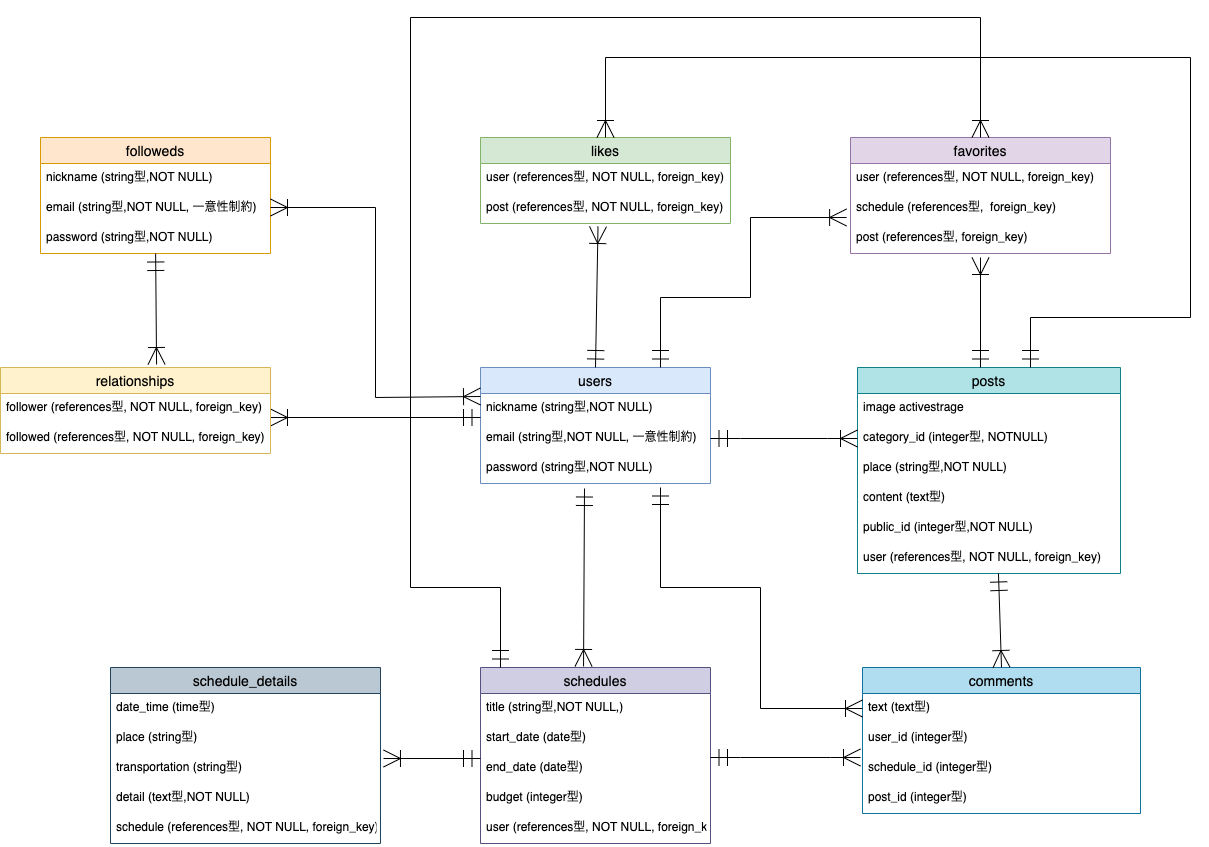 followeds
nickname (string型,NOT NULL)
email (string型,NOT NULL, 一意性制約)
password (string型,NOT NULL)
likes
user (references型, NOT NULL, foreign_key)
post (references型, NOT NULL, foreign_key)
favorites
user (references型, NOT NULL, foreign_key)
schedule (references型,  foreign_key)
post (references型, foreign_key)
relationships
follower (references型, NOT NULL, foreign_key)
followed (references型, NOT NULL, foreign_key)
users
nickname (string型,NOT NULL)
email (string型,NOT NULL, 一意性制約)
password (string型,NOT NULL)
posts
image activestrage
category_id (integer型, NOTNULL)
place (string型,NOT NULL)
content (text型)
public_id (integer型,NOT NULL)
user (references型, NOT NULL, foreign_key)
schedule_details
date_time (time型)
place (string型)
transportation (string型)
detail (text型,NOT NULL)
schedule (references型, NOT NULL, foreign_key)
schedules
title (string型,NOT NULL,)
start_date (date型)
end_date (date型)
budget (integer型)
user (references型, NOT NULL, foreign_k
comments
text (text型)
user_id (integer型)
schedule_id (integer型)
post_id (integer型)